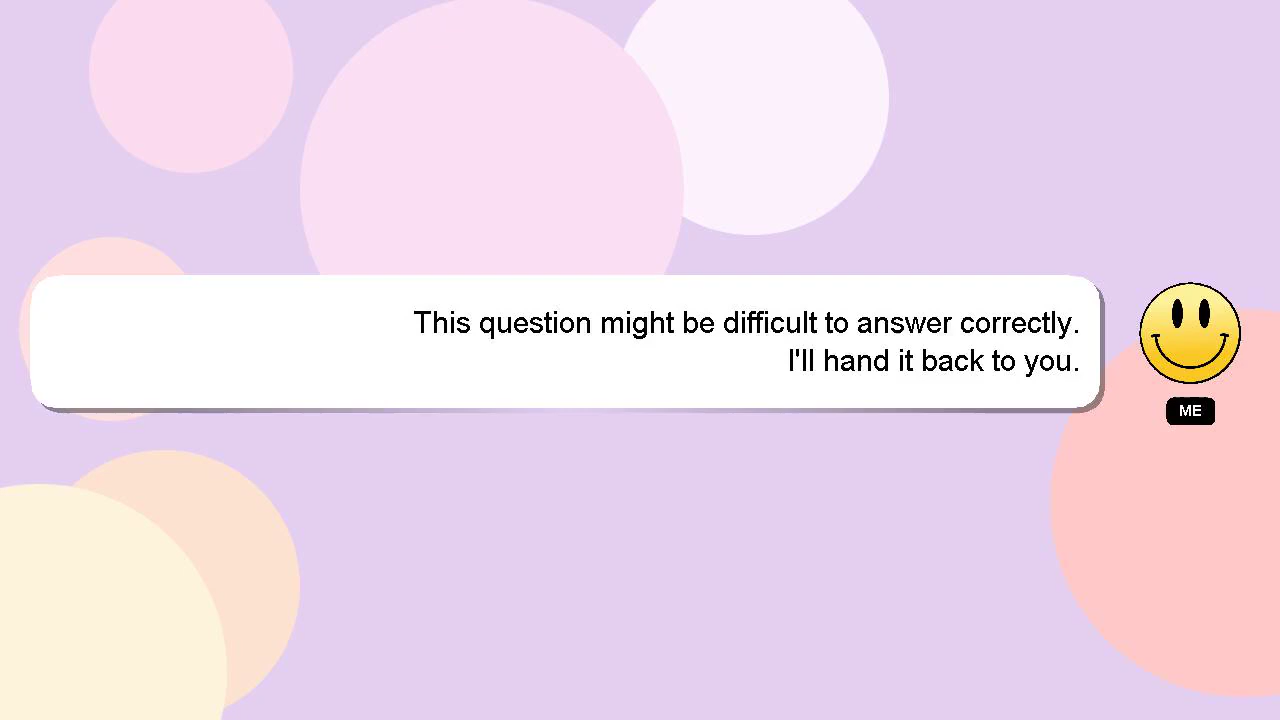 This question might be difficult to answer correctly.
I'll hand it back to you.
ME